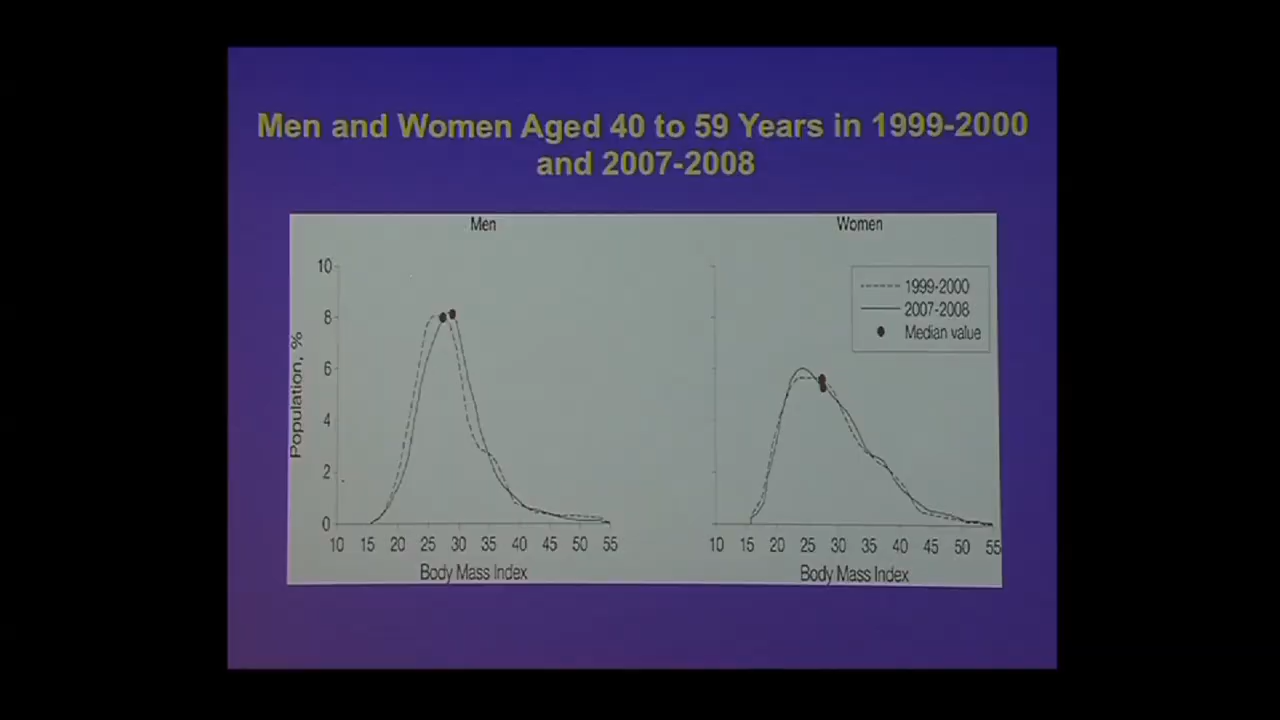 Men and Women Aged 40 to 59 Years in 1999-2000
and 2007-2008
Men
Women
10
8
6
4
2
0
Population, %
10 15 20 25 30 35 40 45 50 55
Body Mass Index
1999-2000
2007-2008
Median value
10 15 20 25 30 35 40 45 50 55
Body Mass Index